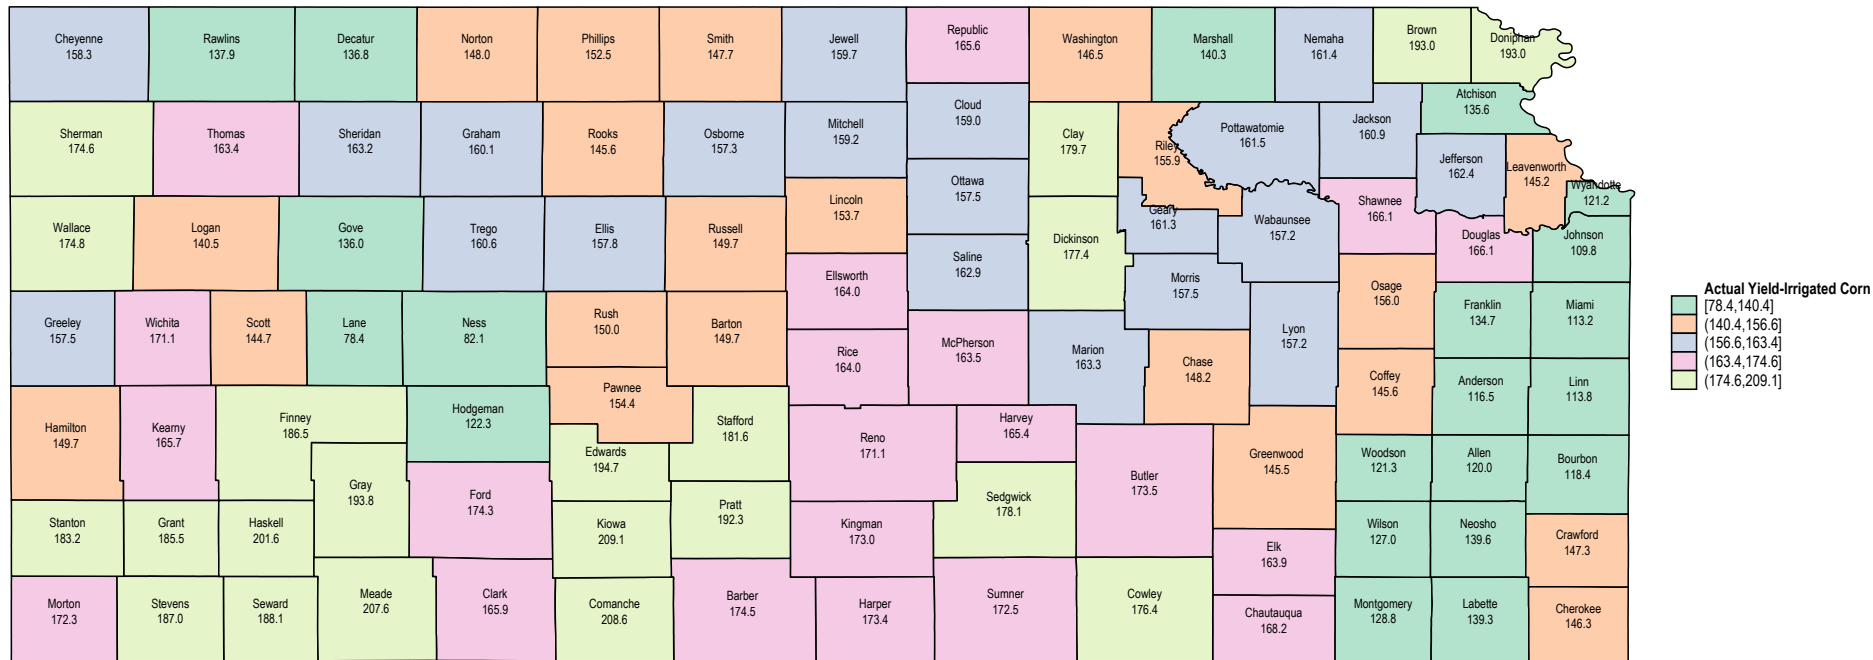 Cheyenne
158.3
Rawlins
137.9
Decatur
136.8
Norton
148.0
Phillips
152.5
Smith
147.7
Jewell
159.7
Republic
165.6
Washington
146.5
Marshall
140.3
Nemaha
161.4
Brown
193.0
Doniphan
193.0
Sherman
174.6
Thomas
163.4
Sheridan
163.2
Graham
160.1
Rooks
145.6
Osborne
157.3
Mitchell
159.2
Cloud
159.0
Clay
179.7
Riley
155.9
Pottawatomie
161.5
Jackson
160.9
Atchison
135.6
Jefferson
162.4
Leavenworth
145.2
Wyandotte
121.2
Wallace
174.8
Logan
140.5
Gove
136.0
Trego
160.6
Ellis
157.8
Russell
149.7
Lincoln
153.7
Ottawa
157.5
Saline
162.9
Dickinson
177.4
Geary
161.3
Wabaunsee
157.2
Shawnee
166.1
Douglas
166.1
Johnson
109.8
Ellsworth
164.0
Morris
157.5
Osage
156.0
Franklin
134.7
Miami
113.2
Greeley
157.5
Wichita
171.1
Scott
144.7
Lane
78.4
Ness
82.1
Rush
150.0
Barton
149.7
Rice
164.0
McPherson
163.5
Marion
163.3
Chase
148.2
Lyon
157.2
Coffey
145.6
Anderson
116.5
Linn
113.8
Hamilton
149.7
Kearny
165.7
Finney
186.5
Hodgeman
122.3
Pawnee
154.4
Stafford
181.6
Edwards
194.7
Reno
171.1
Harvey
165.4
Butler
173.5
Greenwood
145.5
Woodson
121.3
Allen
120.0
Bourbon
118.4
Gray
193.8
Ford
174.3
Pratt
192.3
Sedgwick
178.1
Stanton
183.2
Grant
185.5
Haskell
201.6
Kiowa
209.1
Kingman
173.0
Elk
163.9
Wilson
127.0
Neosho
139.6
Crawford
147.3
Morton
172.3
Stevens
187.0
Seward
188.1
Meade
207.6
Clark
165.9
Comanche
208.6
Barber
174.5
Harper
173.4
Sumner
172.5
Cowley
176.4
Chautauqua
168.2
Montgomery
128.8
Labette
139.3
Cherokee
146.3
Actual Yield-Irrigated Corn
[78.4,140.4]
(140.4,156.6]
(156.6,163.4]
(163.4,174.6]
(174.6,209.1]